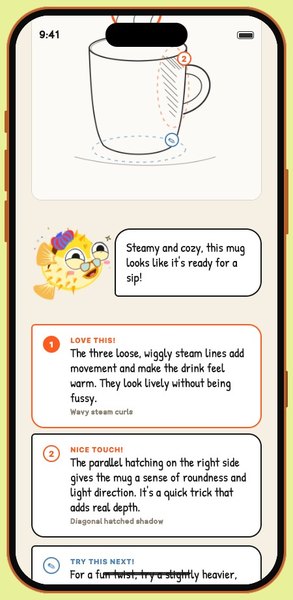 9:41
2
Steamy and cozy, this mug
looks like it's ready for a
sip!
1
LOVE THIS!
The three loose, wiggly steam lines add
movement and make the drink feel
warm. They look lively without being
fussy.
Wavy steam curls
2
NICE TOUCH!
The parallel hatching on the right side
gives the mug a sense of roundness and
light direction. It's a quick trick that
adds real depth.
Diagonal hatched shadow
TRY THIS NEXT!
For a fun twist, try a slightly heavier,